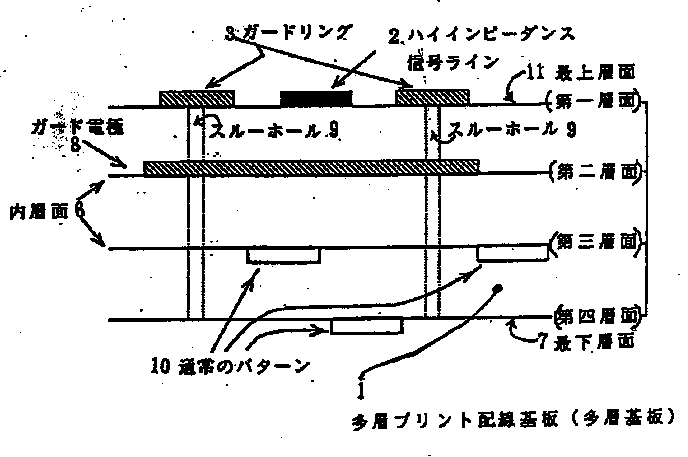 3 ガードリング
2 ハイインピーダンス
信号ライン
11 最上層面
(第一層面)
ガード電極
8
スルーホール 9
スルーホール 9
(第二層面)
内層面 6
(第三層面)
(第四層面)
7 最下層面
10 通常のパターン
1
多層プリント配線基板(多層基板)